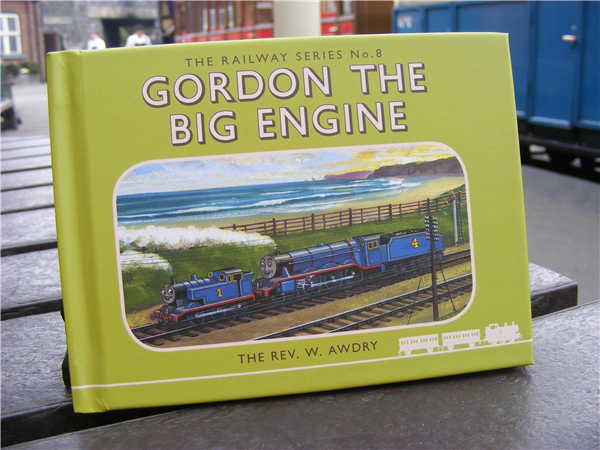 THE RAILWAY SERIES No.8
GORDON THE
BIG ENGINE
1
4
THE REV. W. AWDRY